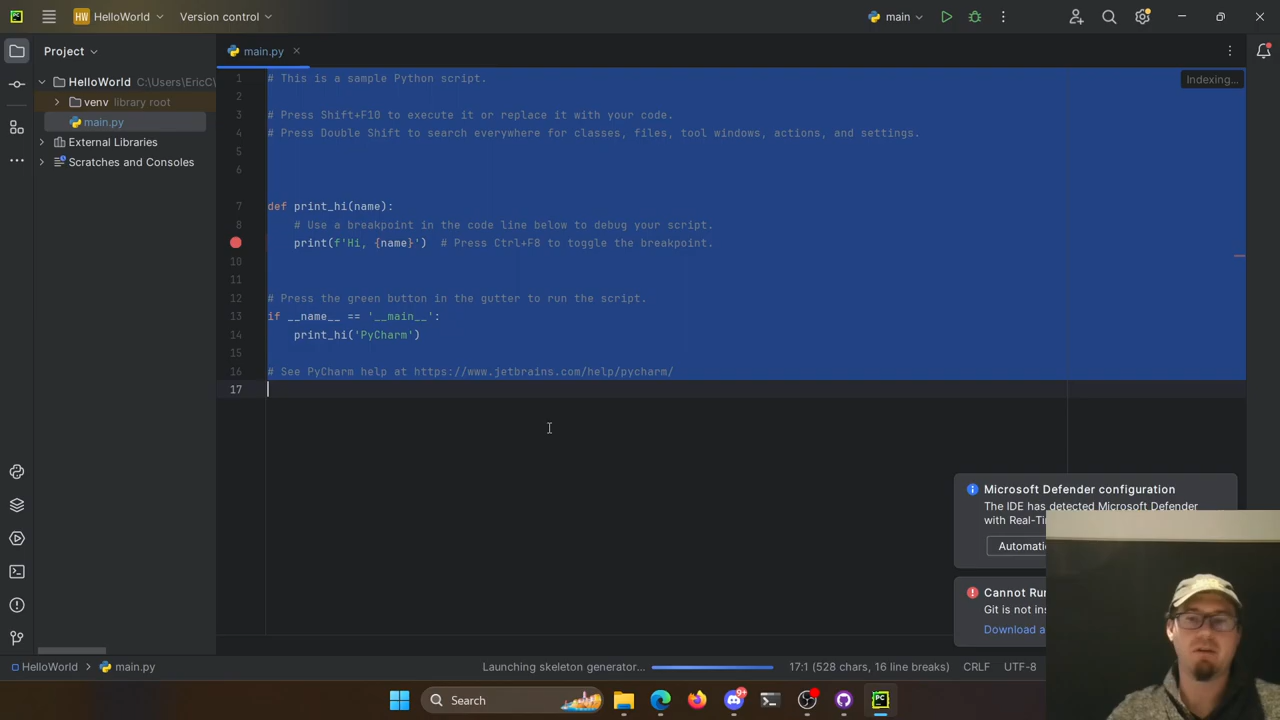 HW HelloWorld Version control main
Project
main.py
HelloWorld C:\Users\EricC\
venv library root
main.py
External Libraries
Scratches and Consoles
Indexing...
1 # This is a sample Python script.
2
3 # Press Shift+F10 to execute it or replace it with your code.
4 # Press Double Shift to search everywhere for classes, files, tool windows, actions, and settings.
5
6
7 def print_hi(name):
8 # Use a breakpoint in the code line below to debug your script.
print(f'Hi, {name}') # Press Ctrl+F8 to toggle the breakpoint.
10
11
12 # Press the green button in the gutter to run the script.
13 if __name__ == '__main__':
14 print_hi('PyCharm')
15
16 # See PyCharm help at https://www.jetbrains.com/help/pycharm/
17
Microsoft Defender configuration
The IDE has detected Microsoft Defender
with Real-Ti
Automati
Cannot Ru
Git is not in
Download a
HelloWorld main.py Launching skeleton generator... 17:1 (528 chars, 16 line breaks) CRLF UTF-8
Search
9+
PC